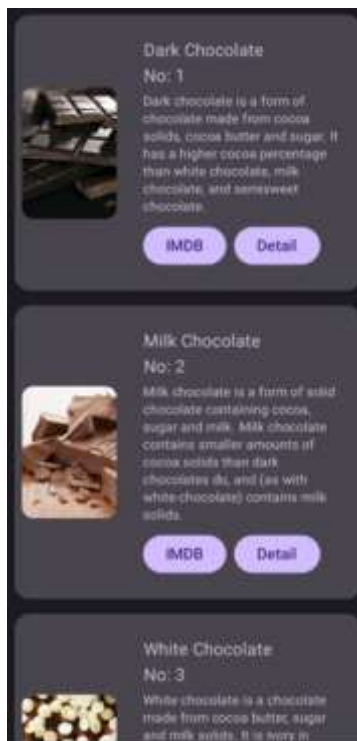 Dark Chocolate
No: 1
Dark chocolate is a form of
chocolate made from cocoa
solids, cocoa butter and sugar. It
has a higher cocoa percentage
than white chocolate, milk
chocolate, and semisweet
chocolate.
IMDB Detail
Milk Chocolate
No: 2
Milk chocolate is a form of solid
chocolate containing cocoa,
sugar and milk. Milk chocolate
contains smaller amounts of
cocoa solids than dark
chocolates do, and (as with
white chocolate) contains milk
solids.
IMDB Detail
White Chocolate
No: 3
White chocolate is a chocolate
made from cocoa butter, sugar
and milk solids. It is ivory in